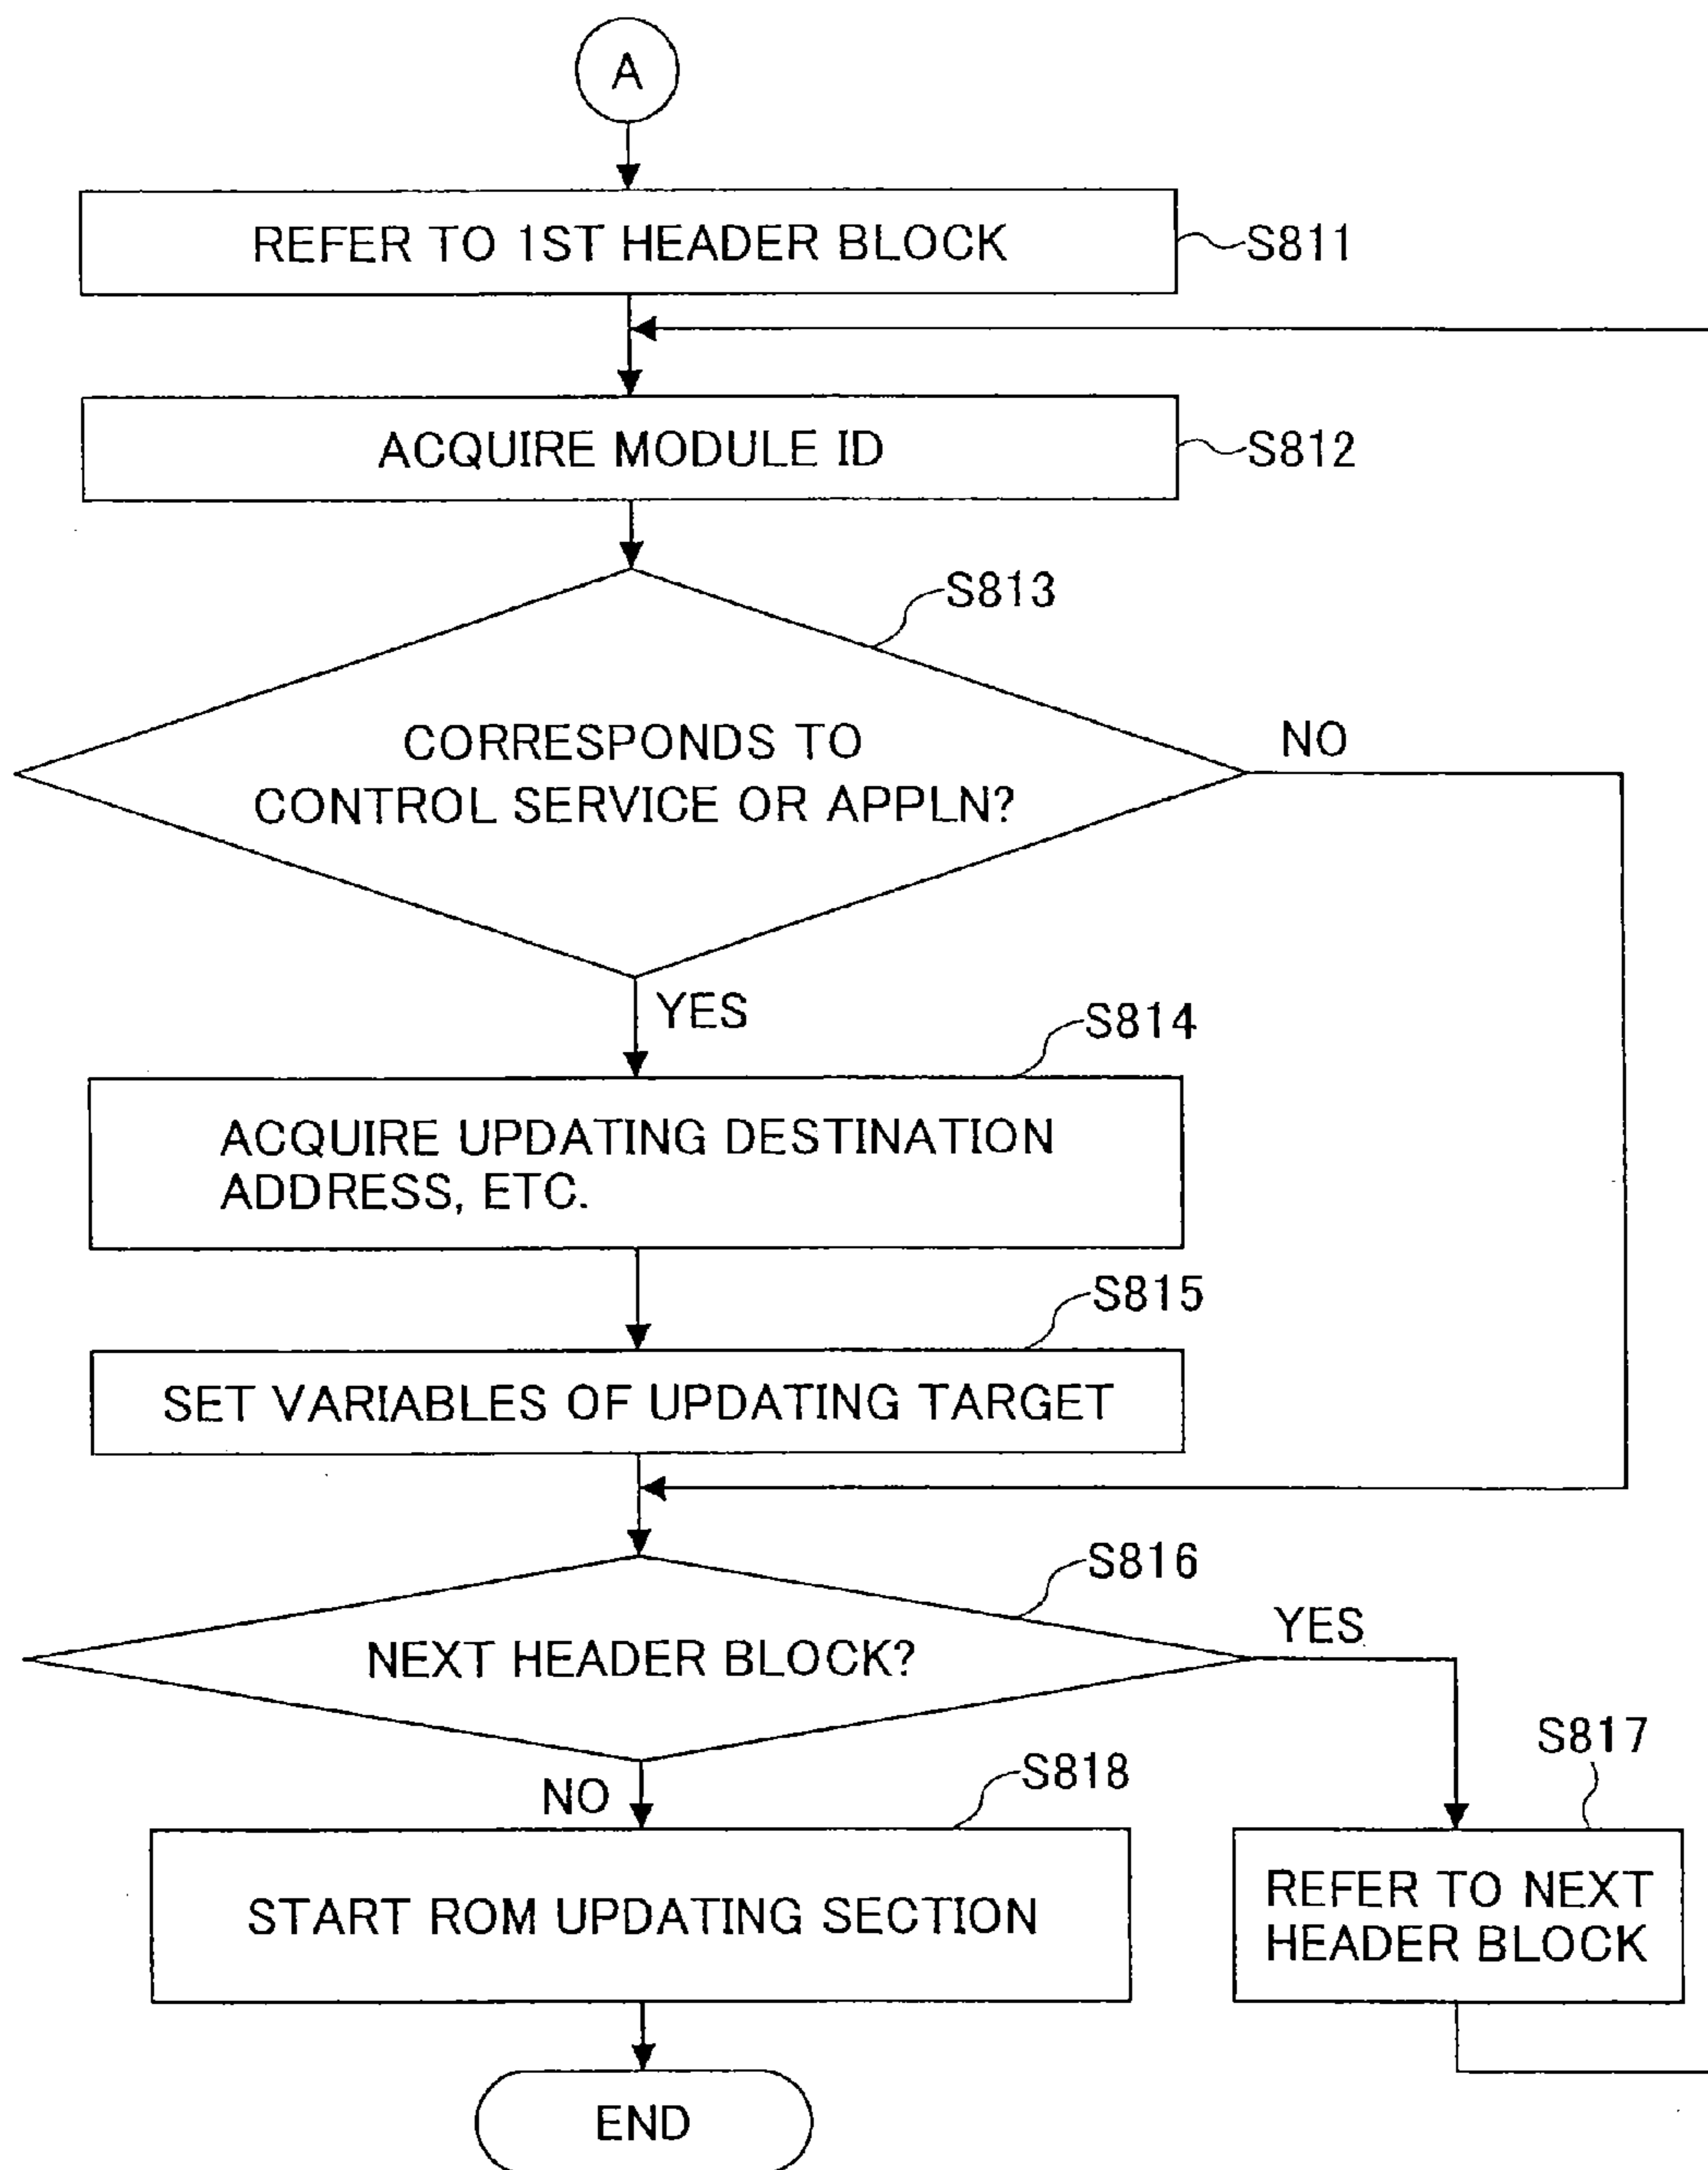 A
REFER TO 1ST HEADER BLOCK
S811
ACQUIRE MODULE ID
S812
S813
CORRESPONDS TO
CONTROL SERVICE OR APPLN?
NO
YES
S814
ACQUIRE UPDATING DESTINATION
ADDRESS, ETC.
S815
SET VARIABLES OF UPDATING TARGET
S816
NEXT HEADER BLOCK?
YES
S817
NO
S818
START ROM UPDATING SECTION
REFER TO NEXT
HEADER BLOCK
END